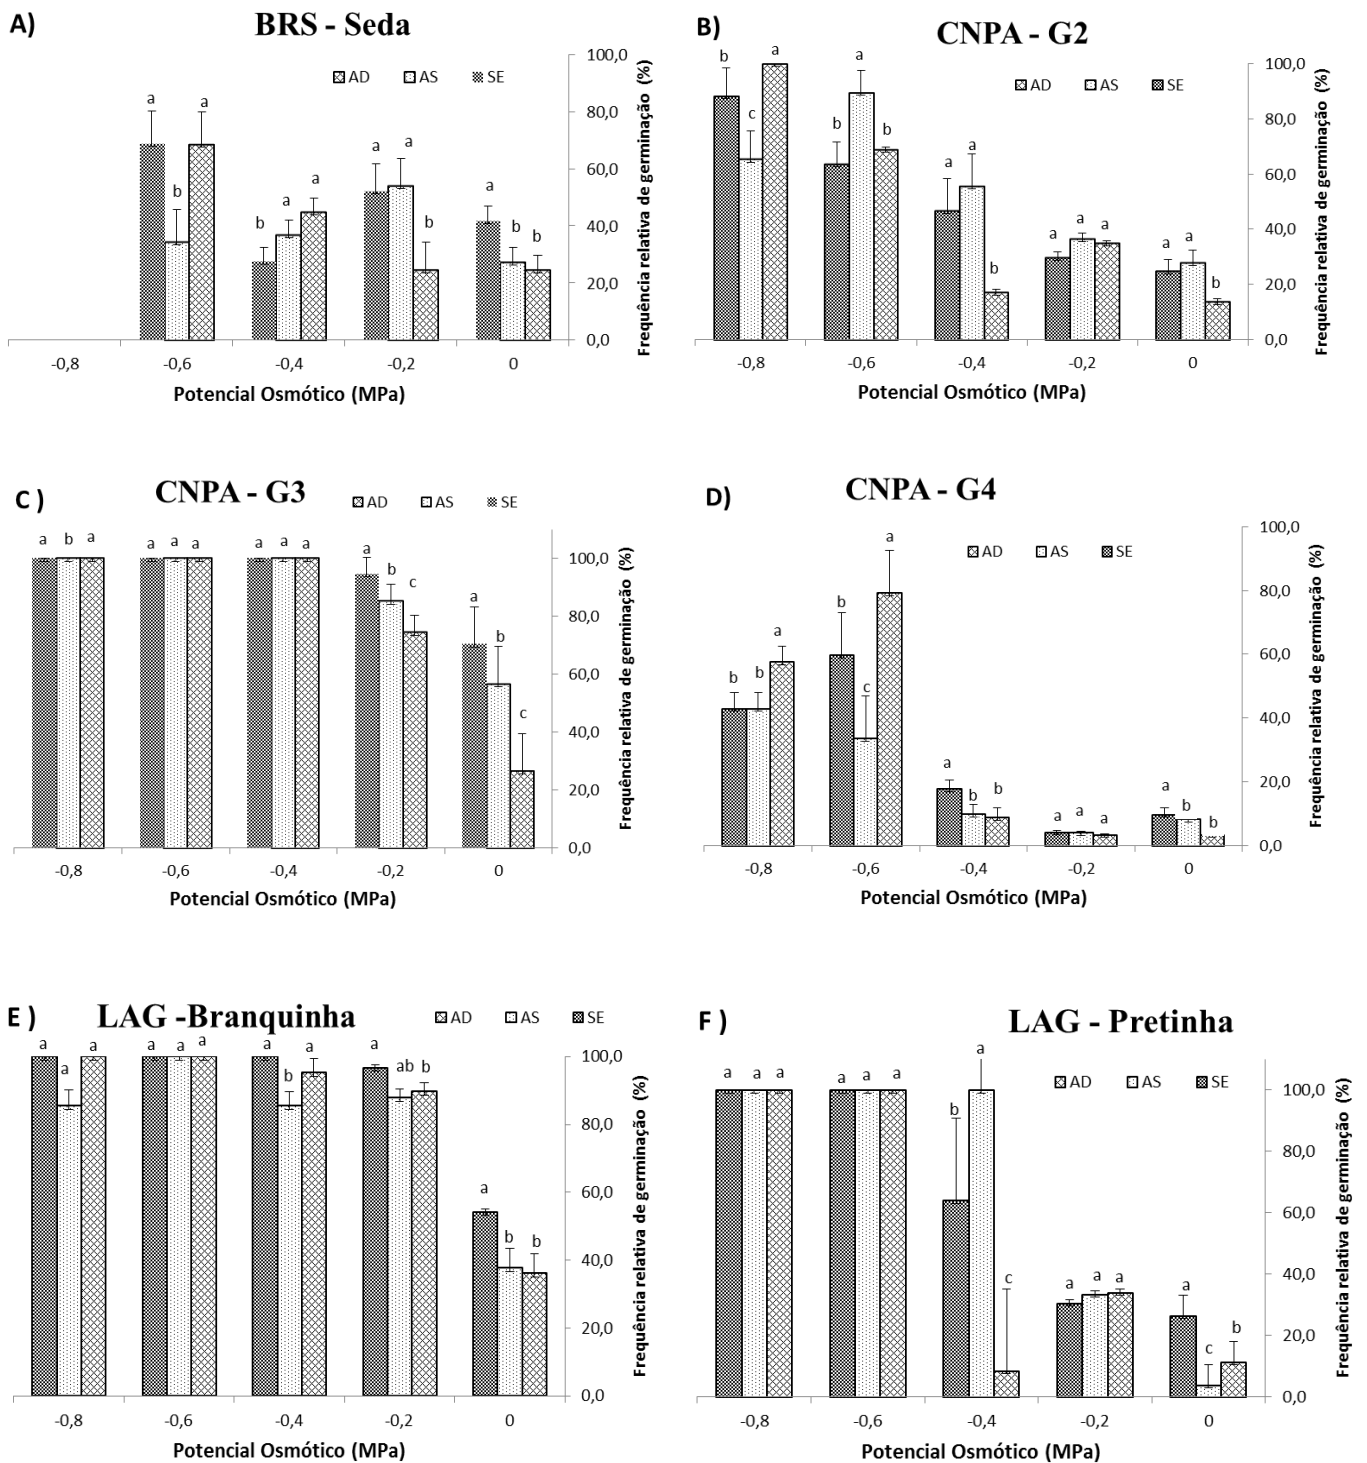 A)
BRS - Seda
AD AS SE
Frequência relativa de germinação (%)
100,0
80,0
60,0
40,0
20,0
0,0
a b a
b a a
a a b
a b b
-0,8 -0,6 -0,4 -0,2 0
Potencial Osmótico (MPa)
B)
CNPA - G2
AD AS SE
Frequência relativa de germinação (%)
100,0
80,0
60,0
40,0
20,0
0,0
b c a
b a b
a a b
a a a
a a b
-0,8 -0,6 -0,4 -0,2 0
Potencial Osmótico (MPa)
C )
CNPA - G3
AD AS SE
Frequência relativa de germinação (%)
100,0
80,0
60,0
40,0
20,0
0,0
a b a
a a a
a a a
a b c
a b c
-0,8 -0,6 -0,4 -0,2 0
Potencial Osmótico (MPa)
D)
CNPA - G4
AD AS SE
Frequência relativa de germinação (%)
100,0
80,0
60,0
40,0
20,0
0,0
b b a
b c a
a b b
a a a
a b b
-0,8 -0,6 -0,4 -0,2 0
Potencial Osmótico (MPa)
E )
LAG -Branquinha
AD AS SE
Frequência relativa de germinação (%)
100,0
80,0
60,0
40,0
20,0
0,0
a a a
a a a
a b a
a ab b
a b b
-0,8 -0,6 -0,4 -0,2 0
Potencial Osmótico (MPa)
F )
LAG - Pretinha
AD AS SE
Frequência relativa de germinação (%)
100,0
80,0
60,0
40,0
20,0
0,0
a a a
a a a
b a c
a a a
a c b
-0,8 -0,6 -0,4 -0,2 0
Potencial Osmótico (MPa)